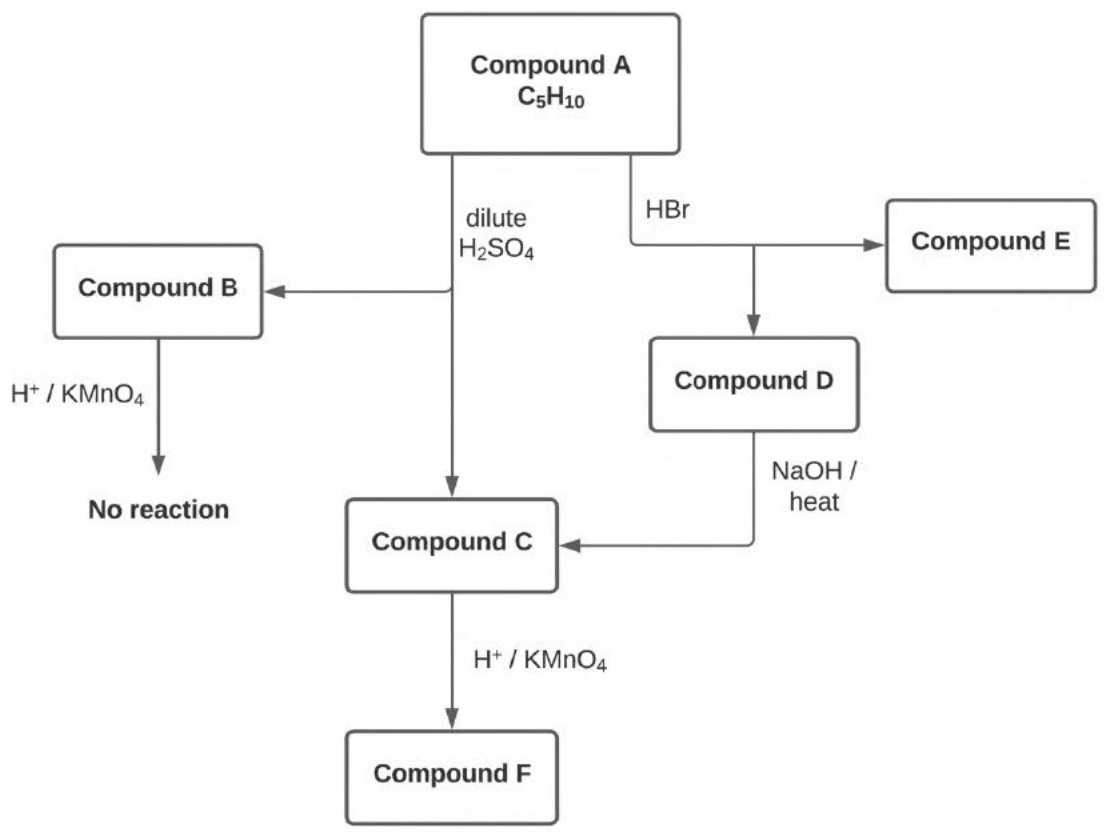 Compound A
C₅H₁₀
dilute
H₂SO₄
HBr
Compound E
Compound B
Compound D
H⁺ / KMnO₄
NaOH /
heat
No reaction
Compound C
H⁺ / KMnO₄
Compound F